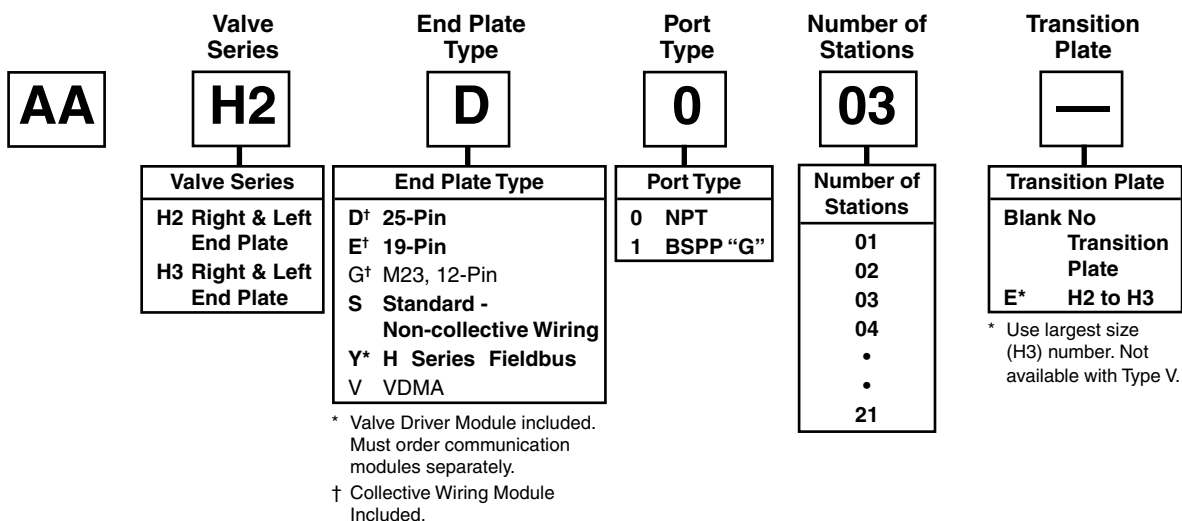 Valve
Series
End Plate
Type
Port
Type
Number of
Stations
Transition
Plate
AA
H2
D
0
03
—
Valve Series
H2 Right & Left
End Plate
H3 Right & Left
End Plate
End Plate Type
D† 25-Pin
E† 19-Pin
G† M23, 12-Pin
S Standard -
Non-collective Wiring
Y* H Series Fieldbus
V VDMA
* Valve Driver Module included.
Must order communication
modules separately.
† Collective Wiring Module
Included.
Port Type
0 NPT
1 BSPP “G”
Number of
Stations
01
02
03
04
•
•
21
Transition Plate
Blank No
Transition
Plate
E* H2 to H3
* Use largest size
(H3) number. Not
available with Type V.